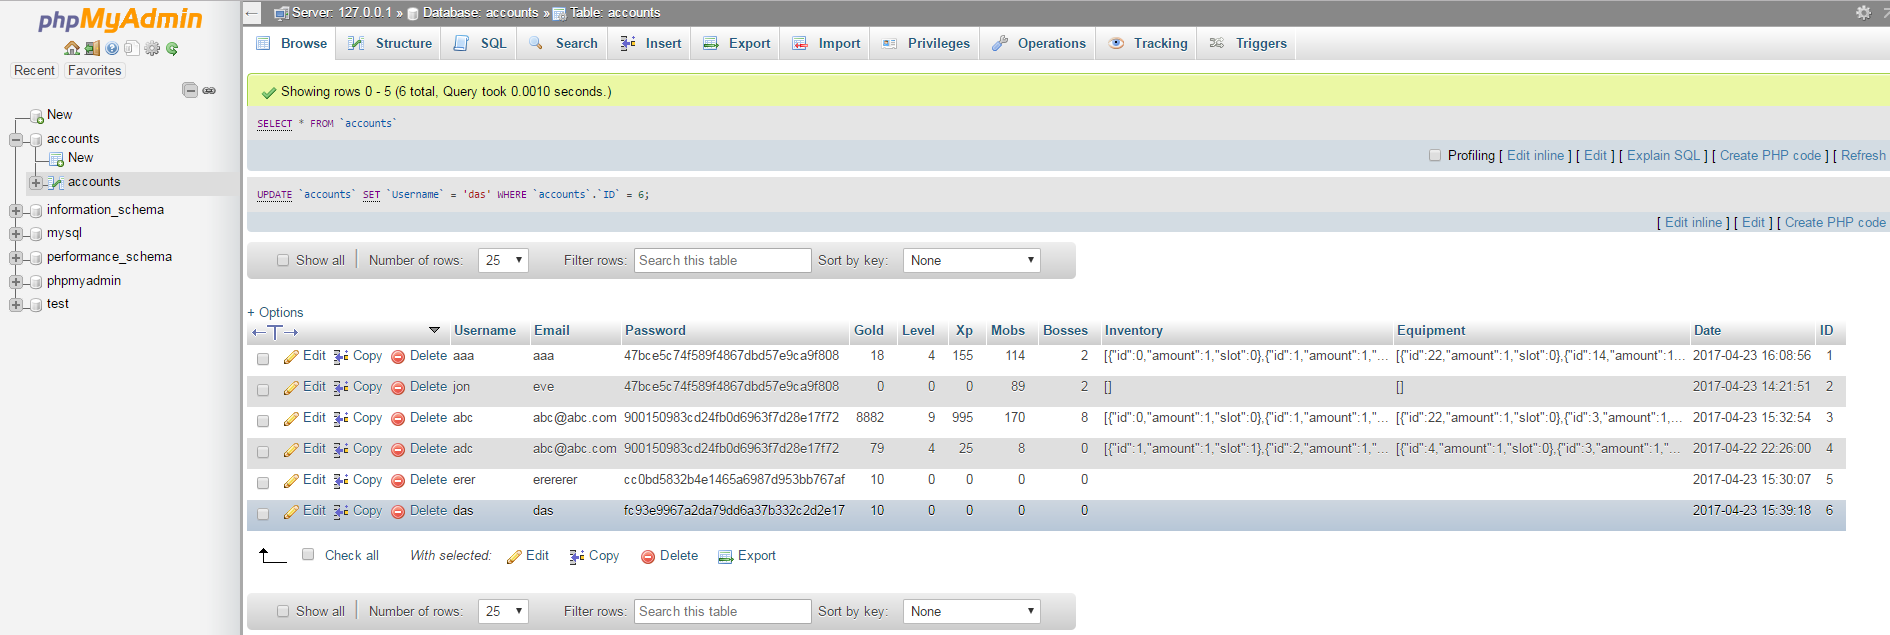 phpMyAdmin
Recent Favorites
New
accounts
New
accounts
information_schema
mysql
performance_schema
phpmyadmin
test
Server: 127.0.0.1 » Database: accounts » Table: accounts
Browse Structure SQL Search Insert Export Import Privileges Operations Tracking Triggers
Showing rows 0 - 5 (6 total, Query took 0.0010 seconds.)
SELECT * FROM `accounts`
Profiling [ Edit inline ] [ Edit ] [ Explain SQL ] [ Create PHP code ] [ Refresh
UPDATE `accounts` SET `Username` = 'das' WHERE `accounts`.`ID` = 6;
[ Edit inline ] [ Edit ] [ Create PHP code
Show all Number of rows: 25 Filter rows: Search this table Sort by key: None
+ Options
Username Email Password Gold Level Xp Mobs Bosses Inventory Equipment Date ID
Edit Copy Delete aaa aaa 47bce5c74f589f4867dbd57e9ca9f808 18 4 155 114 2 [{"id":0,"amount":1,"slot":0},{"id":1,"amount":1,"... [{"id":22,"amount":1,"slot":0},{"id":14,"amount":1... 2017-04-23 16:08:56 1
Edit Copy Delete jon eve 47bce5c74f589f4867dbd57e9ca9f808 0 0 0 89 2 [] [] 2017-04-23 14:21:51 2
Edit Copy Delete abc abc@abc.com 900150983cd24fb0d6963f7d28e17f72 8882 9 995 170 8 [{"id":0,"amount":1,"slot":0},{"id":1,"amount":1,"... [{"id":22,"amount":1,"slot":0},{"id":3,"amount":1,... 2017-04-23 15:32:54 3
Edit Copy Delete adc abc@abc.com 900150983cd24fb0d6963f7d28e17f72 79 4 25 8 0 [{"id":1,"amount":1,"slot":1},{"id":2,"amount":1,"... [{"id":4,"amount":1,"slot":0},{"id":3,"amount":1,"... 2017-04-22 22:26:00 4
Edit Copy Delete erer erererer cc0bd5832b4e1465a6987d953bb767af 10 0 0 0 0 2017-04-23 15:30:07 5
Edit Copy Delete das das fc93e9967a2da79dd6a37b332c2d2e17 10 0 0 0 0 2017-04-23 15:39:18 6
Check all With selected: Edit Copy Delete Export
Show all Number of rows: 25 Filter rows: Search this table Sort by key: None